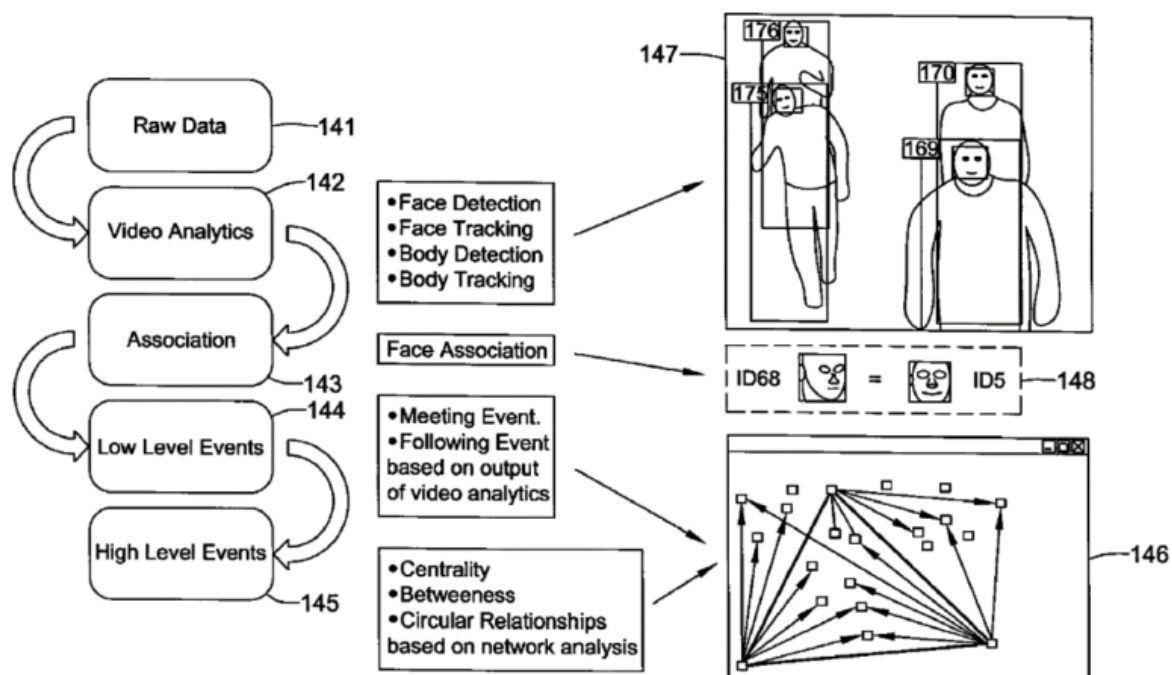 Raw Data
141
142
Video Analytics
Association
143
144
Low Level Events
High Level Events
145
•Face Detection
•Face Tracking
•Body Detection
•Body Tracking
Face Association
•Meeting Event.
•Following Event
based on output
of video analytics
•Centrality
•Betweeness
•Circular Relationships
based on network analysis
147
176
175
170
169
ID68
=
ID5
148
146